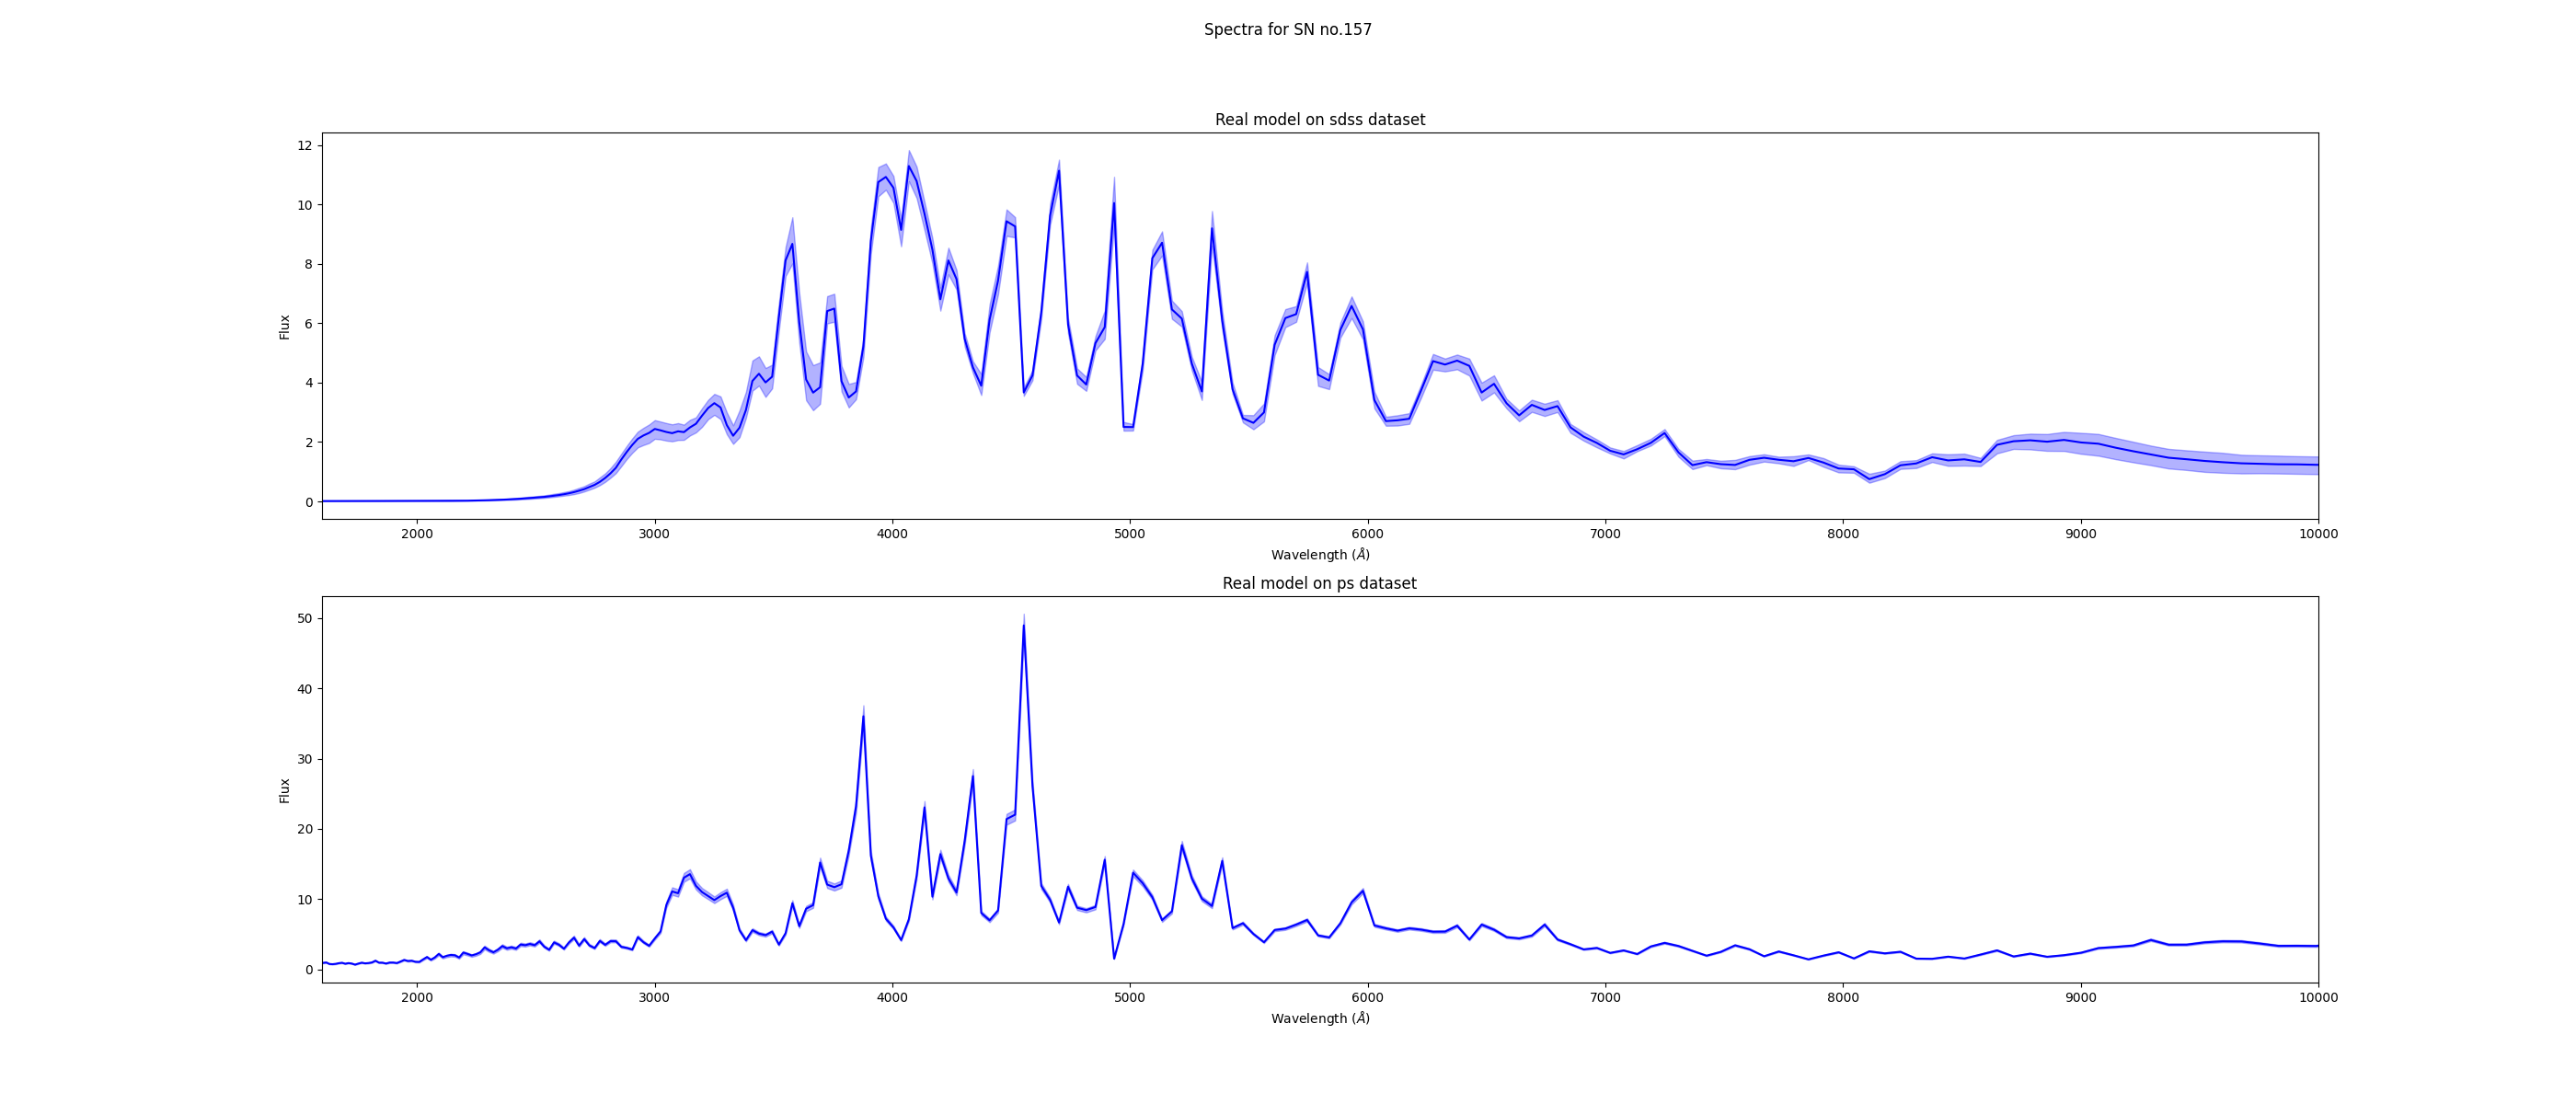 Spectra for SN no.157
Real model on sdss dataset
12
10
8
6
4
2
0
Flux
2000 3000 4000 5000 6000 7000 8000 9000 10000
Wavelength (Å)
Real model on ps dataset
50
40
30
20
10
0
Flux
2000 3000 4000 5000 6000 7000 8000 9000 10000
Wavelength (Å)